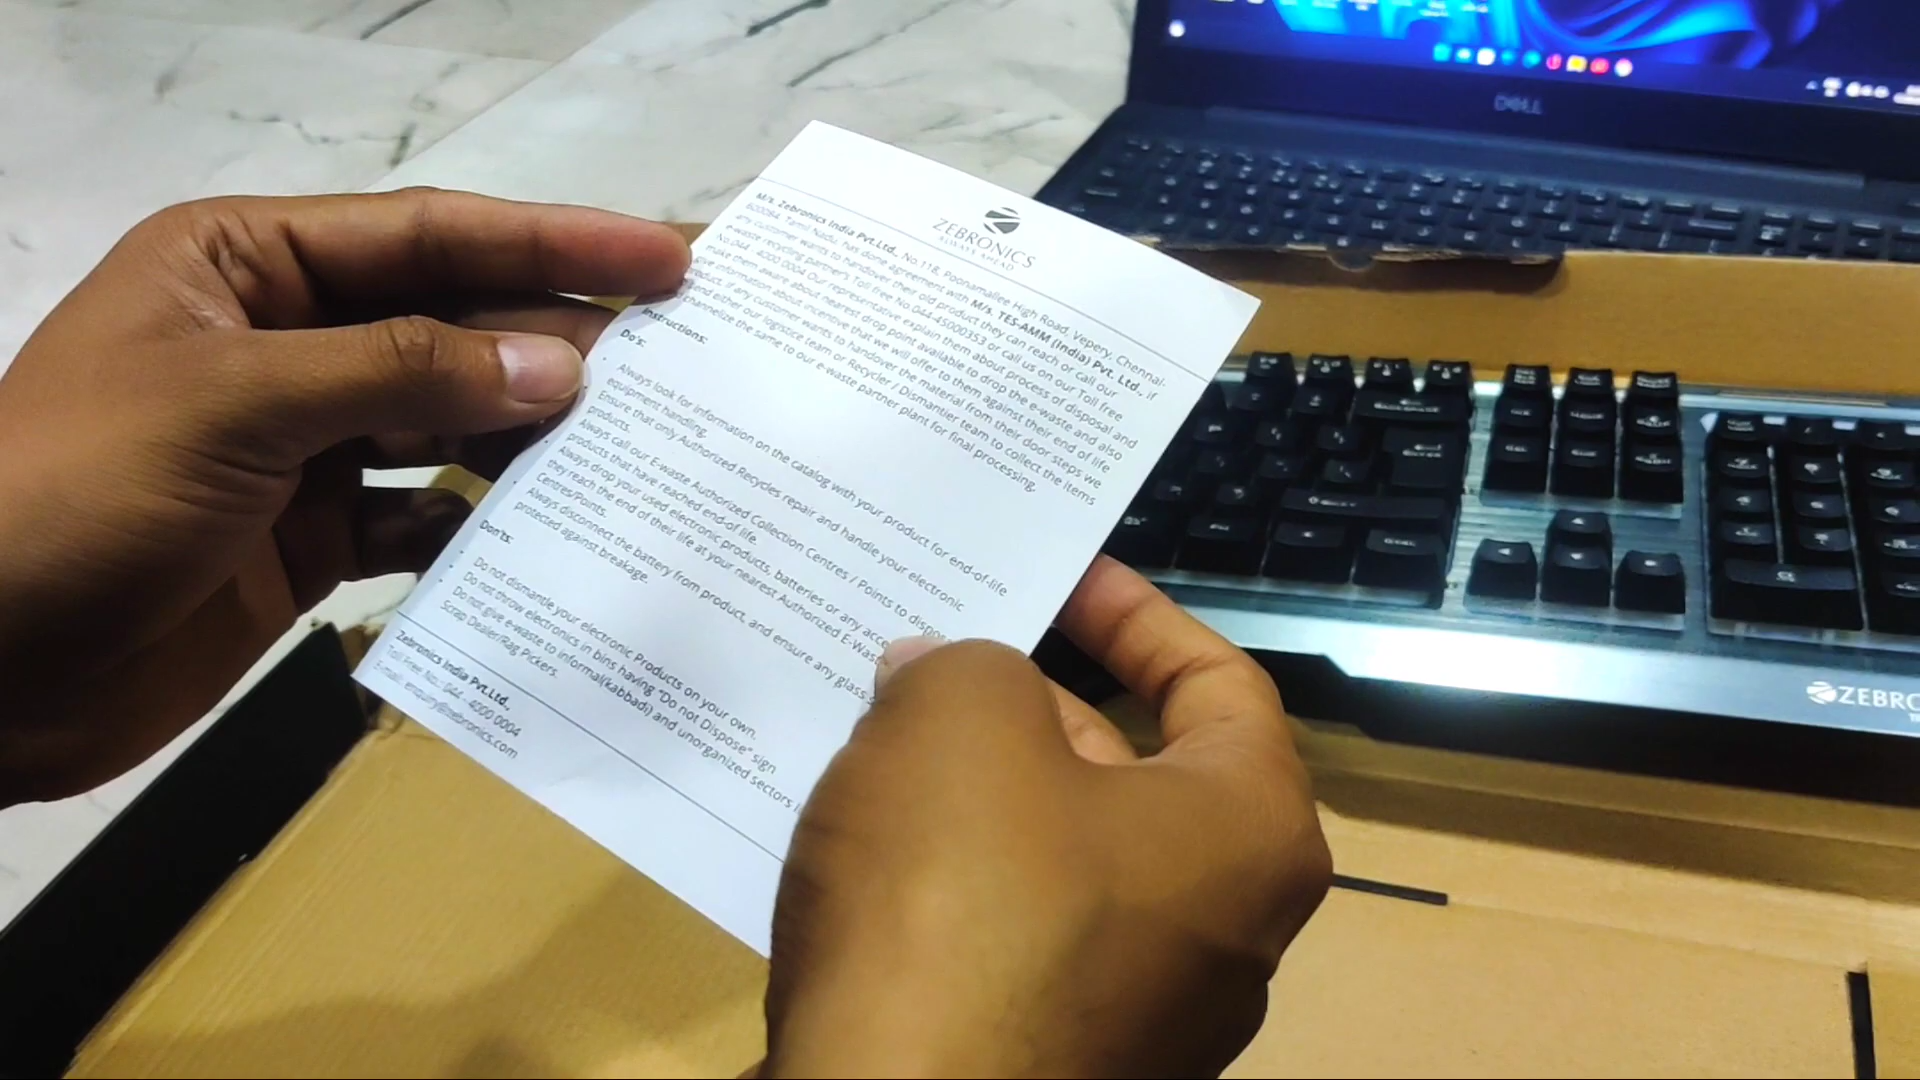 ZEBRONICS
ALWAYS AHEAD
M/s. Zebronics India Pvt.Ltd., No.118, Poonamallee High Road, Vepery, Chennai-
600084, Tamil Nadu, has done agreement with M/s. TES-AMM (India) Pvt. Ltd., if
any customer wants to handover their old product they can reach or call our
e-waste recycling partner's Toll free No.044-4500353 or call us on our Toll free
No.044 - 4000 0004 Our representative explain them about process of disposal and
make them aware about nearest drop point available to drop the e-waste and also
give information about incentive that we will offer to them against their end of life
product. If any customer wants to handover the material from their door steps we
send either our logistice team or Recycler / Dismantler team to collect the items
channelize the same to our e-waste partner plant for final processing.
Instructions:
Do's:
Always look for information on the catalog with your product for end-of-life
equipment handling.
Ensure that only Authorized Recycles repair and handle your electronic
products.
Always call our E-waste Authorized Collection Centres / Points to
products that have reached end-of life.
Always drop your used electronic products, batteries or any
they reach the end of their life at your nearest Authorized
Centres/Points.
Always disconnect the battery from product, and ensure any glass
protected against breakage.
Don'ts:
Do not dismantle your electronic Products on your own.
Do not throw electronics in bins having "Do not Dispose" sign
Do not give e-waste to informal(kabbadi) and unorganized sectors
Scrap Dealer/Rag Pickers.
Zebronics India Pvt.Ltd.,
Toll Free No.: 044 - 4000 0004
E-mail: enquiry@zebronics.com
DELL
ZEBRO